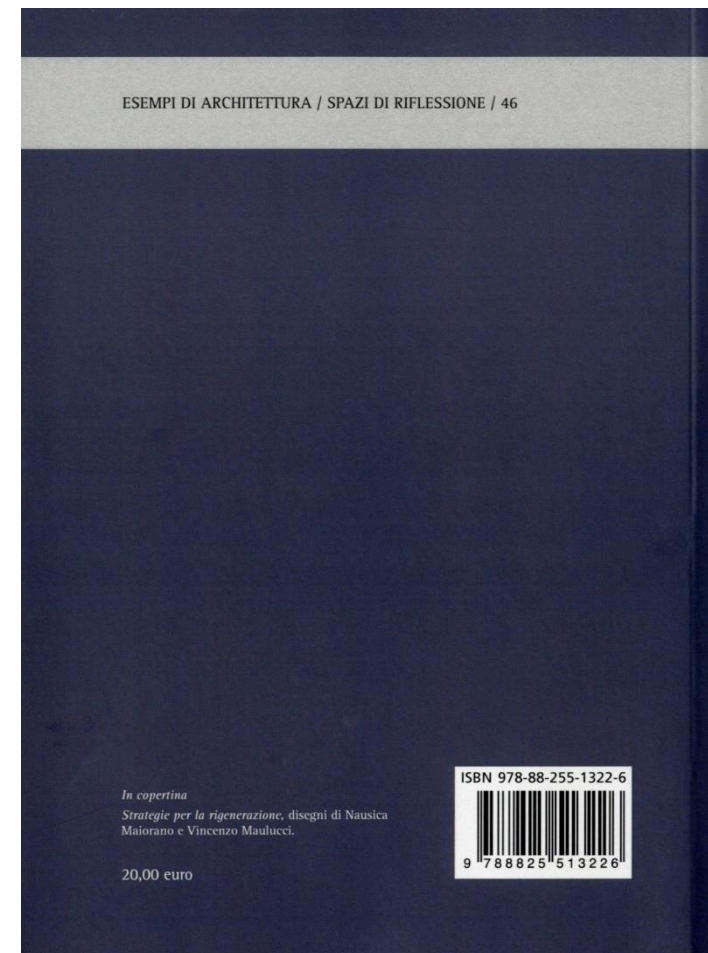 ESEMPI DI ARCHITETTURA / SPAZI DI RIFLESSIONE / 46
In copertina
Strategie per la rigenerazione, disegni di Nausica
Maiorano e Vincenzo Maulucci.
20,00 euro
ISBN 978-88-255-1322-6
9 788825 513226